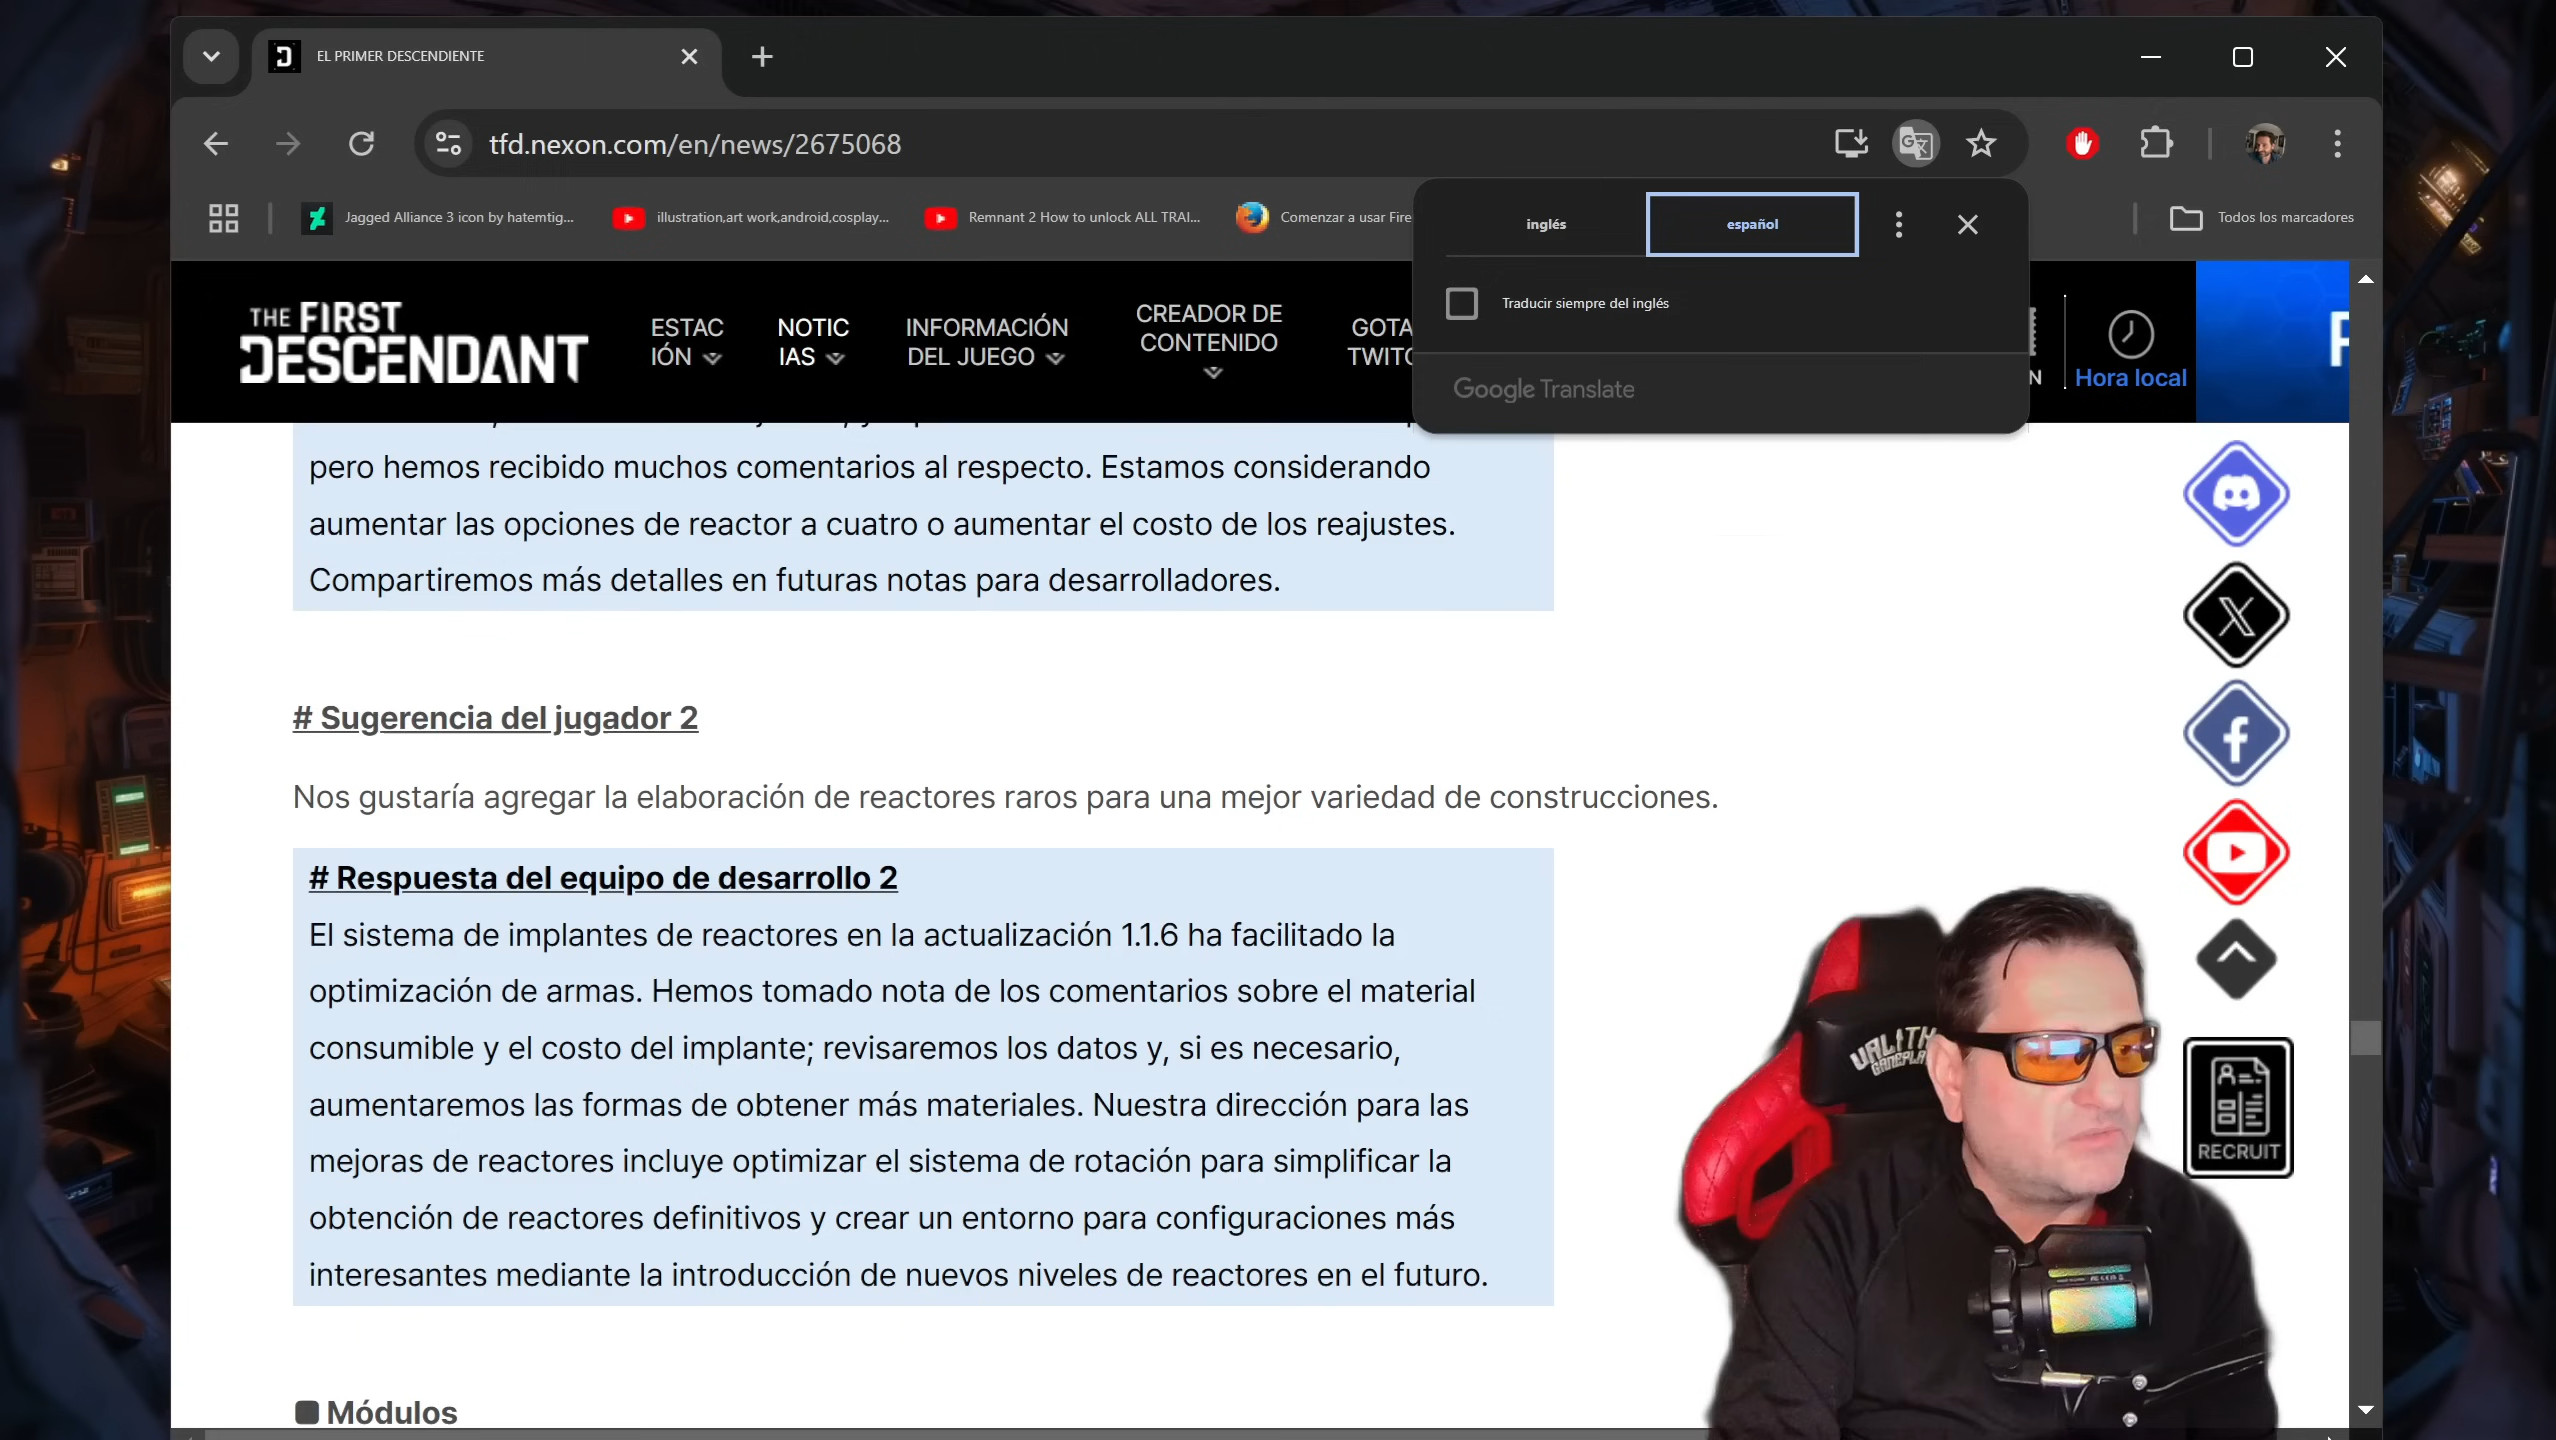 EL PRIMER DESCENDIENTE
tfd.nexon.com/en/news/2675068
Jagged Alliance 3 icon by hatemtig...
illustration,art work,android,cosplay...
Remnant 2 How to unlock ALL TRAI...
Comenzar a usar Fire
Todos los marcadores
inglés
español
Traducir siempre del inglés
Google Translate
THE FIRST
DESCENDANT
ESTAC
IÓN
NOTIC
IAS
INFORMACIÓN
DEL JUEGO
CREADOR DE
CONTENIDO
GOTA
TWITC
N
Hora local
pero hemos recibido muchos comentarios al respecto. Estamos considerando
aumentar las opciones de reactor a cuatro o aumentar el costo de los reajustes.
Compartiremos más detalles en futuras notas para desarrolladores.
# Sugerencia del jugador 2
Nos gustaría agregar la elaboración de reactores raros para una mejor variedad de construcciones.
# Respuesta del equipo de desarrollo 2
El sistema de implantes de reactores en la actualización 1.1.6 ha facilitado la
optimización de armas. Hemos tomado nota de los comentarios sobre el material
consumible y el costo del implante; revisaremos los datos y, si es necesario,
aumentaremos las formas de obtener más materiales. Nuestra dirección para las
mejoras de reactores incluye optimizar el sistema de rotación para simplificar la
obtención de reactores definitivos y crear un entorno para configuraciones más
interesantes mediante la introducción de nuevos niveles de reactores en el futuro.
Módulos
RECRUIT